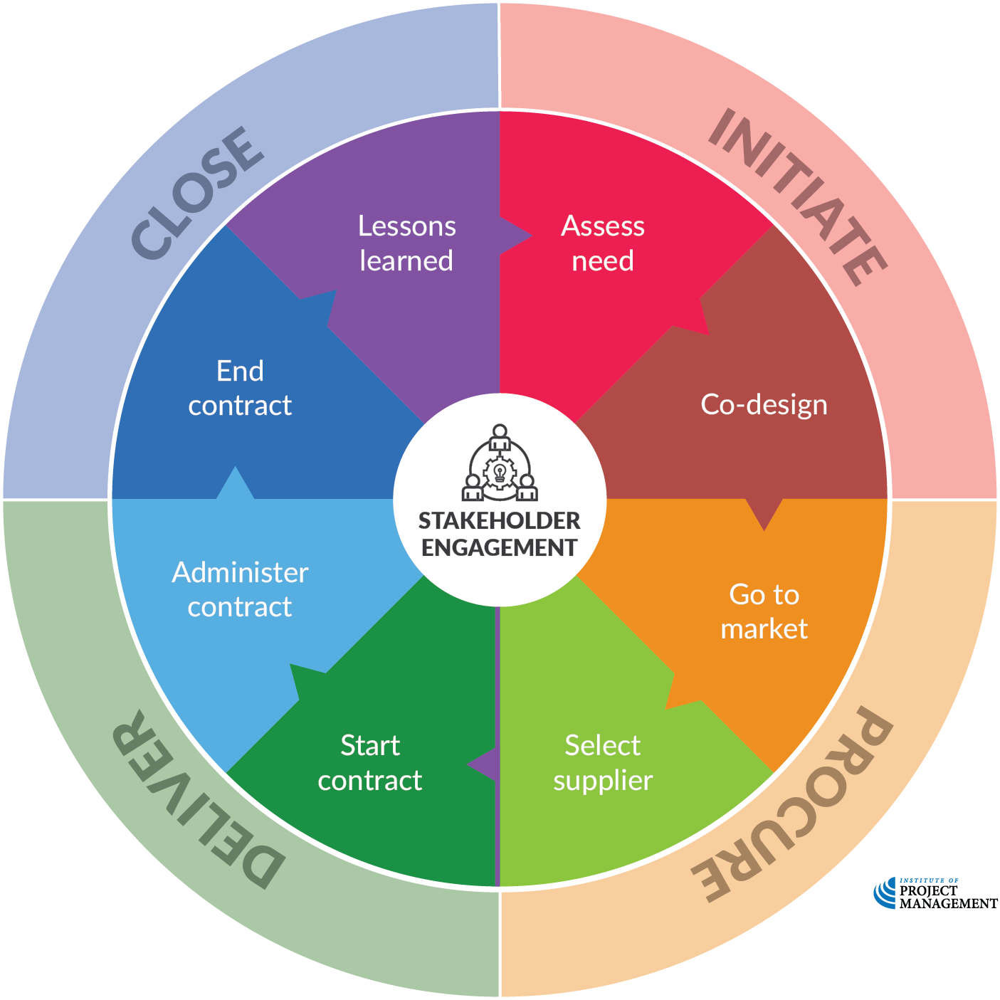 INITIATE
Assess
need
Co-design
PROCURE
Go to
market
Select
supplier
DELIVER
Start
contract
Administer
contract
CLOSE
End
contract
Lessons
learned
STAKEHOLDER
ENGAGEMENT
INSTITUTE OF
PROJECT
MANAGEMENT